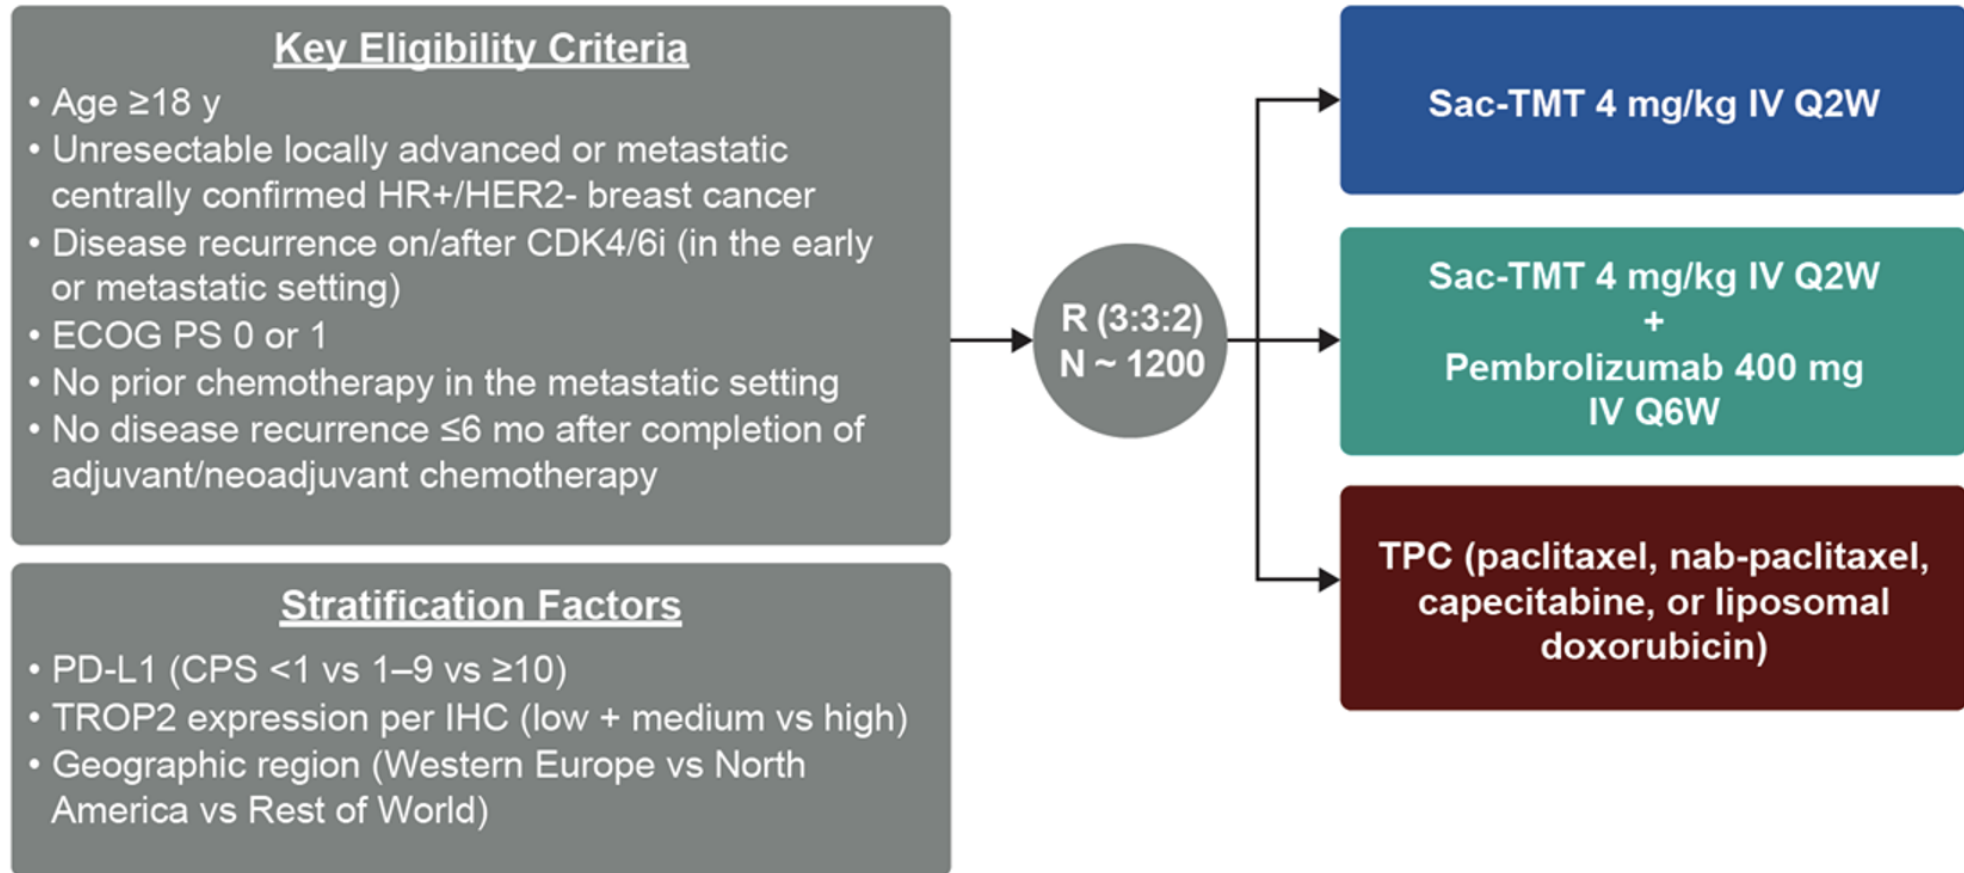 Key Eligibility Criteria
• Age ≥18 y
• Unresectable locally advanced or metastatic
centrally confirmed HR+/HER2- breast cancer
• Disease recurrence on/after CDK4/6i (in the early
or metastatic setting)
• ECOG PS 0 or 1
• No prior chemotherapy in the metastatic setting
• No disease recurrence ≤6 mo after completion of
adjuvant/neoadjuvant chemotherapy
Stratification Factors
• PD-L1 (CPS <1 vs 1–9 vs ≥10)
• TROP2 expression per IHC (low + medium vs high)
• Geographic region (Western Europe vs North
America vs Rest of World)
R (3:3:2)
N ~ 1200
Sac-TMT 4 mg/kg IV Q2W
Sac-TMT 4 mg/kg IV Q2W
+
Pembrolizumab 400 mg
IV Q6W
TPC (paclitaxel, nab-paclitaxel,
capecitabine, or liposomal
doxorubicin)